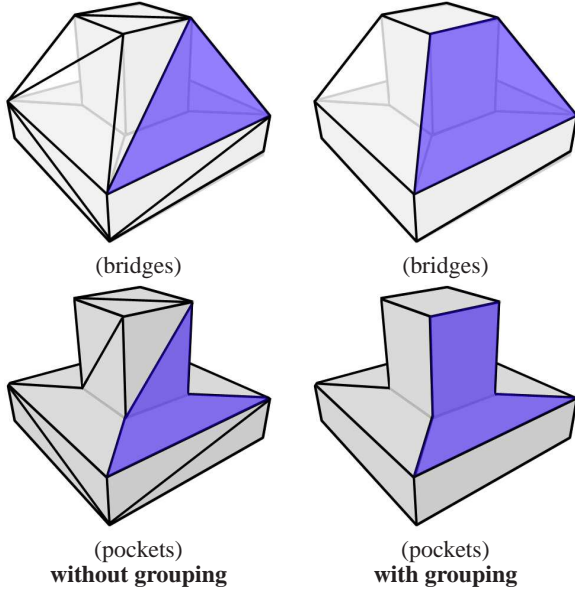 (bridges) (bridges)
(pockets) (pockets)
without grouping with grouping